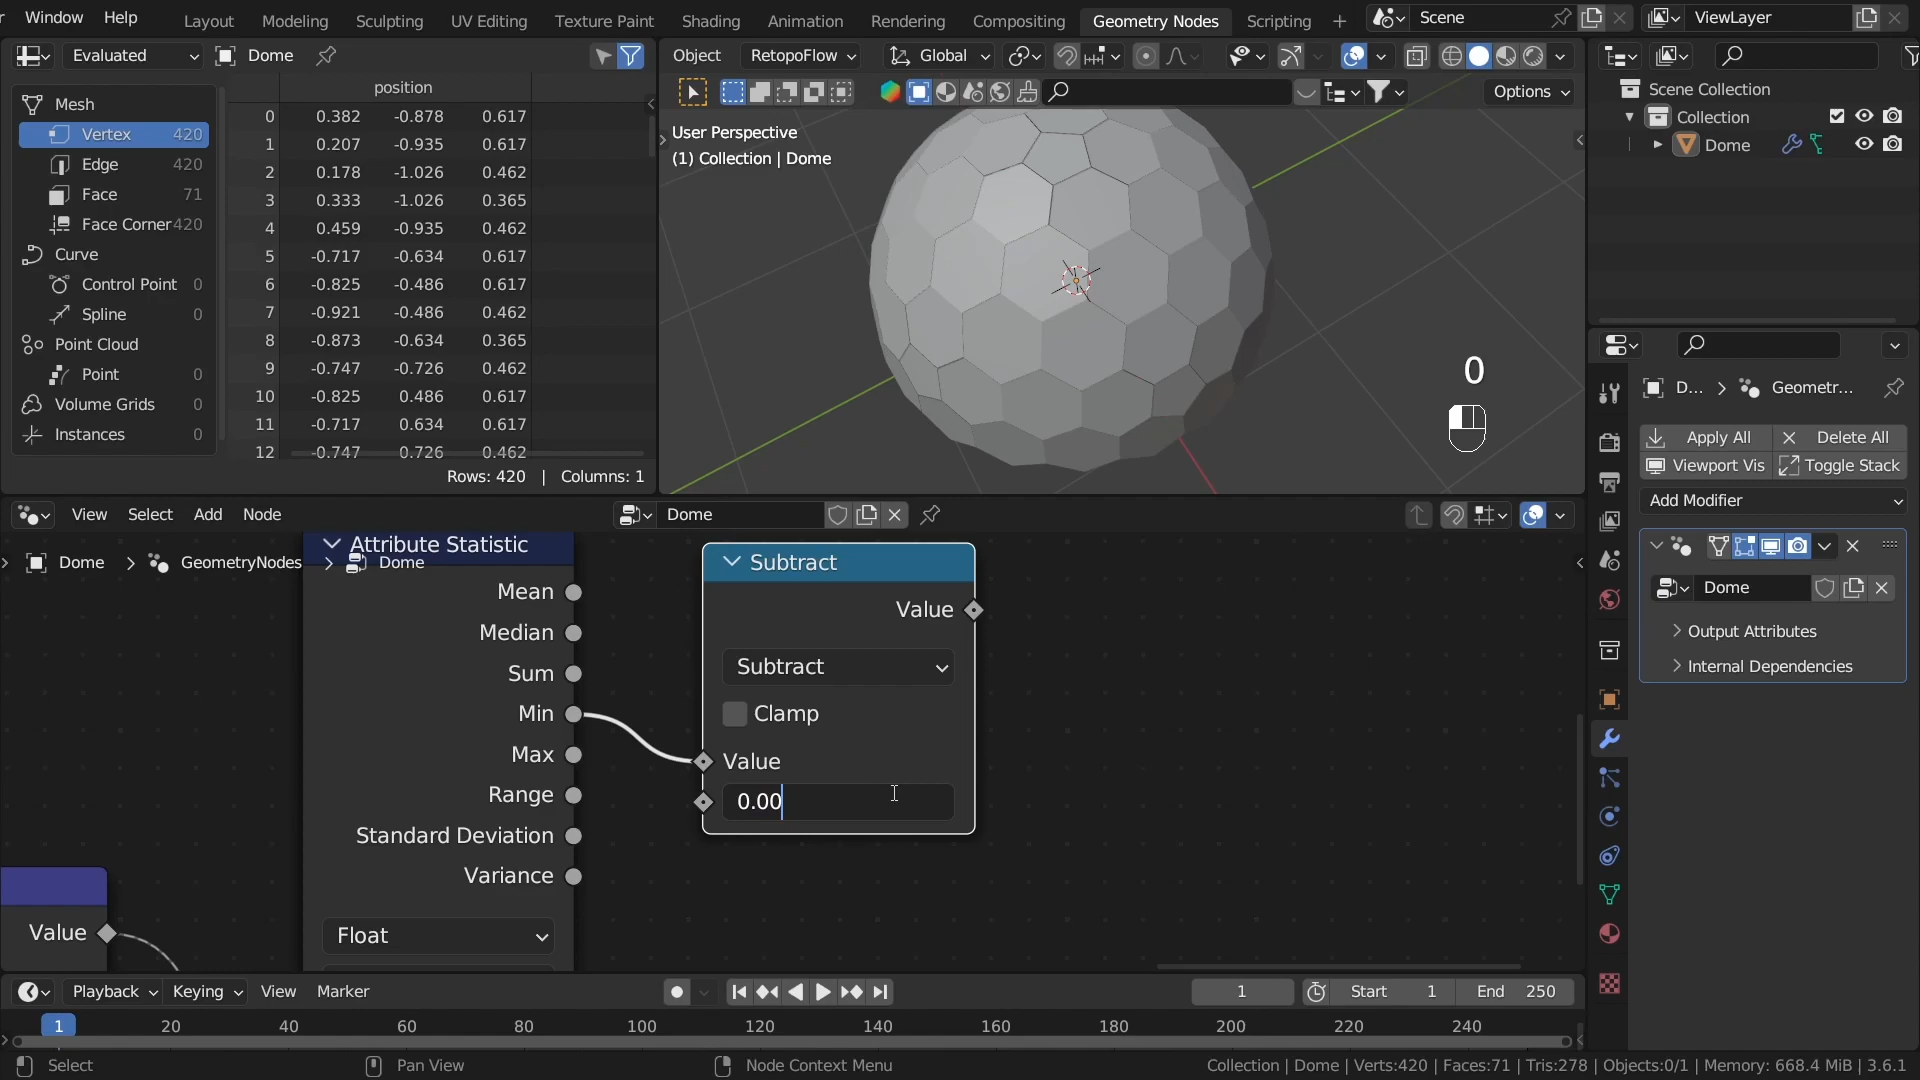 Window Help Layout Modeling Sculpting UV Editing Texture Paint Shading Animation Rendering Compositing Geometry Nodes Scripting + Scene ViewLayer
Evaluated Dome
position
Mesh
Vertex 420
Edge 420
Face 71
Face Corner 420
Curve
Control Point 0
Spline 0
Point Cloud
Point 0
Volume Grids 0
Instances 0
0 0.382 -0.878 0.617
1 0.207 -0.935 0.617
2 0.178 -1.026 0.462
3 0.333 -1.026 0.365
4 0.459 -0.935 0.462
5 -0.717 -0.634 0.617
6 -0.825 -0.486 0.617
7 -0.921 -0.486 0.462
8 -0.873 -0.634 0.365
9 -0.747 -0.726 0.462
10 -0.825 0.486 0.617
11 -0.717 0.634 0.617
12 -0.747 0.726 0.462
Rows: 420 | Columns: 1
Object RetopoFlow Global
Options
User Perspective
(1) Collection | Dome
0
Scene Collection
Collection
Dome
D... > Geometr...
Apply All Delete All
Viewport Vis Toggle Stack
Add Modifier
Dome
Output Attributes
Internal Dependencies
View Select Add Node Dome
Dome > GeometryNodes > Dome
Attribute Statistic
Mean
Median
Sum
Min
Max
Range
Standard Deviation
Variance
Float
Value
Subtract
Value
Subtract
Clamp
Value
0.00
Playback Keying View Marker 1 Start 1 End 250
1 20 40 60 80 100 120 140 160 180 200 220 240
Select Pan View Node Context Menu Collection | Dome | Verts:420 | Faces:71 | Tris:278 | Objects:0/1 | Memory: 668.4 MiB | 3.6.1